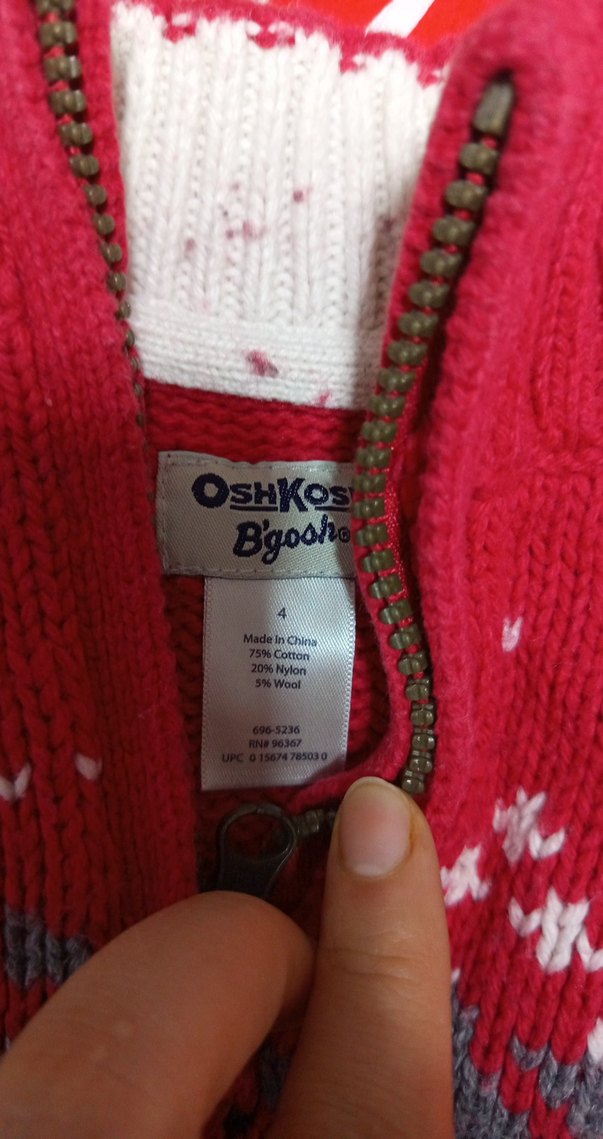 OSHKOS
B'gosh®
4
Made in China
75% Cotton
20% Nylon
5% Wool
696-5236
RN# 96367
UPC 0 15674 78503 0